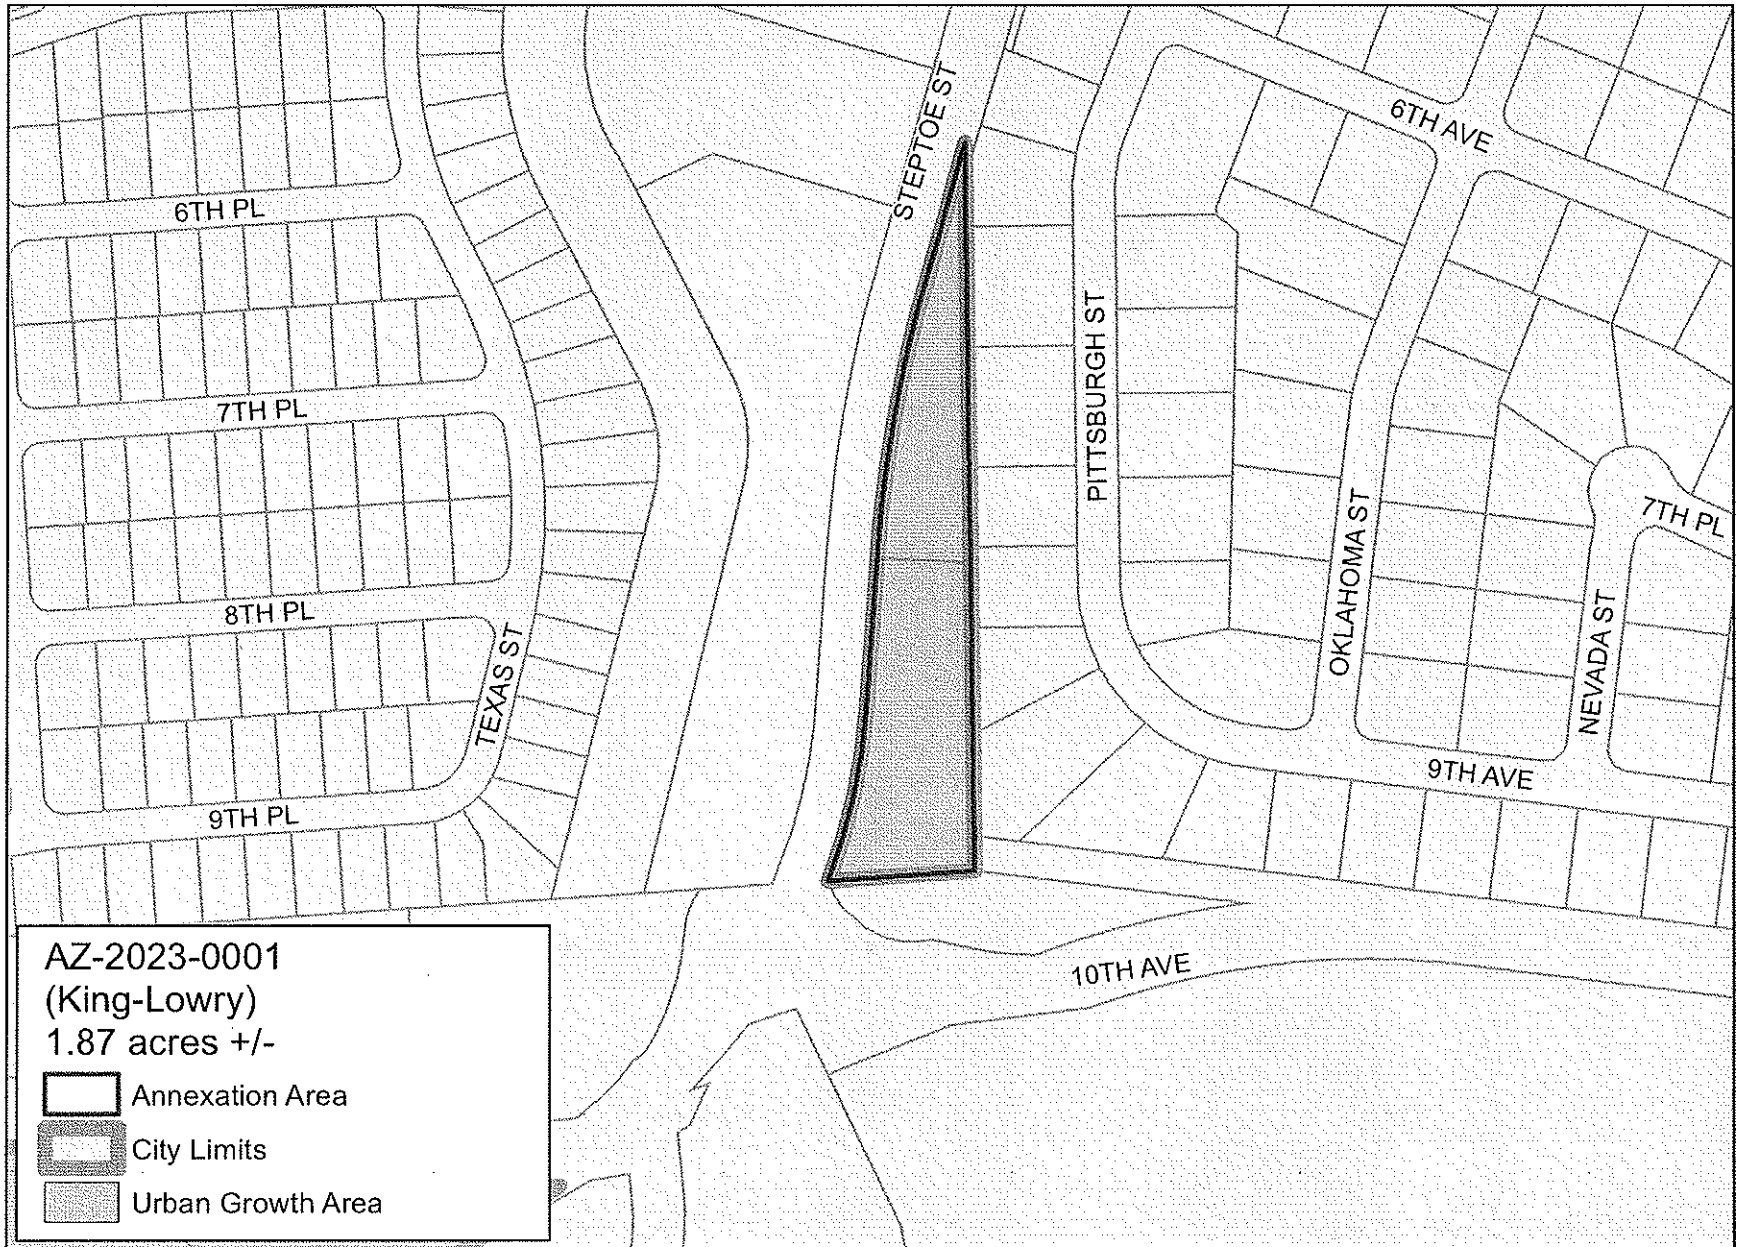 STEPTOE ST
6TH AVE
6TH PL
PITTSBURGH ST
7TH PL
OKLAHOMA ST
7TH PL
8TH PL
TEXAS ST
NEVADA ST
9TH AVE
9TH PL
10TH AVE
AZ-2023-0001
(King-Lowry)
1.87 acres +/-
Annexation Area
City Limits
Urban Growth Area